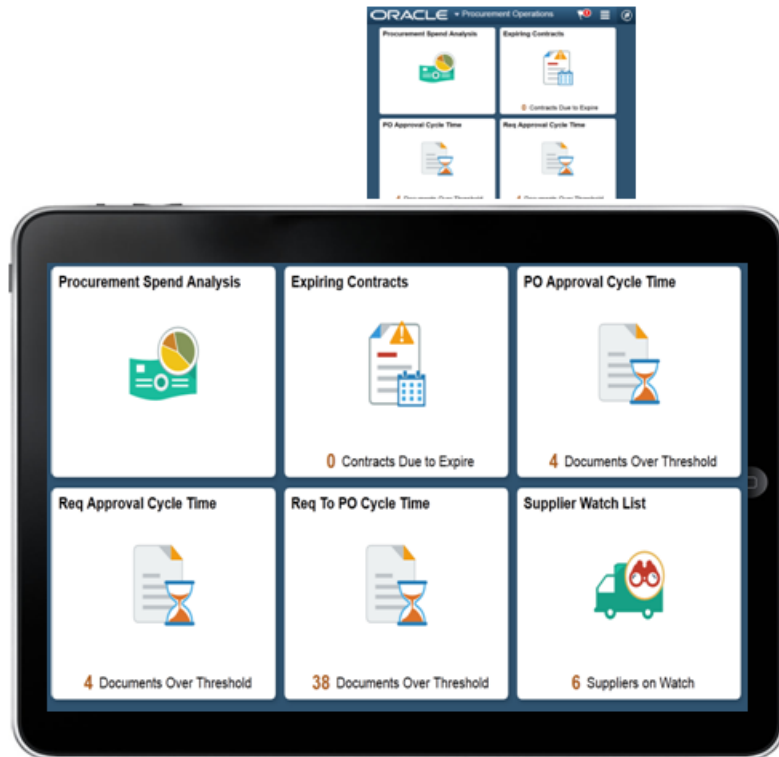 ORACLE Procurement Operations
Procurement Spend Analysis Expiring Contracts
0 Contracts Due to Expire
PO Approval Cycle Time Req Approval Cycle Time
Procurement Spend Analysis Expiring Contracts PO Approval Cycle Time
0 Contracts Due to Expire 4 Documents Over Threshold
Req Approval Cycle Time Req To PO Cycle Time Supplier Watch List
4 Documents Over Threshold 38 Documents Over Threshold 6 Suppliers on Watch